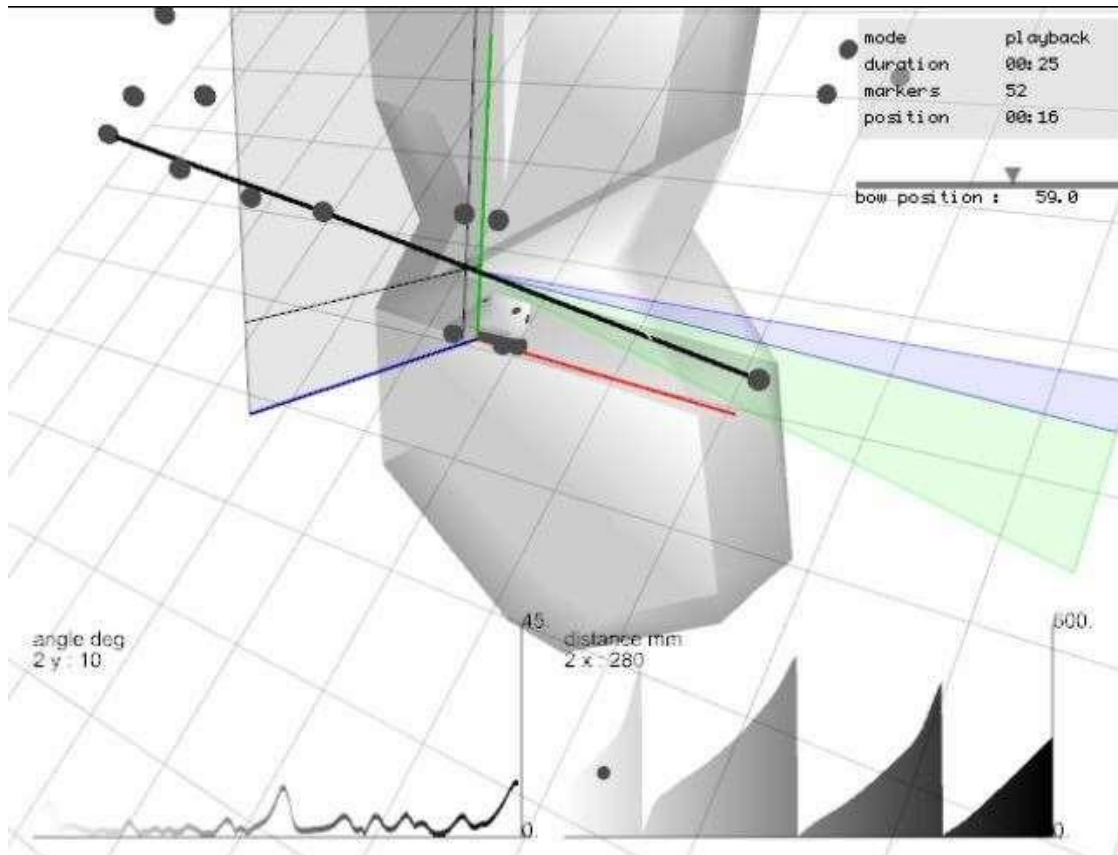 mode playback
duration 00:25
markers 52
position 00:16
bow position : 59.0
angle deg
2 y : 10
45.
0.
distance mm
2 x : 280
600.
0.